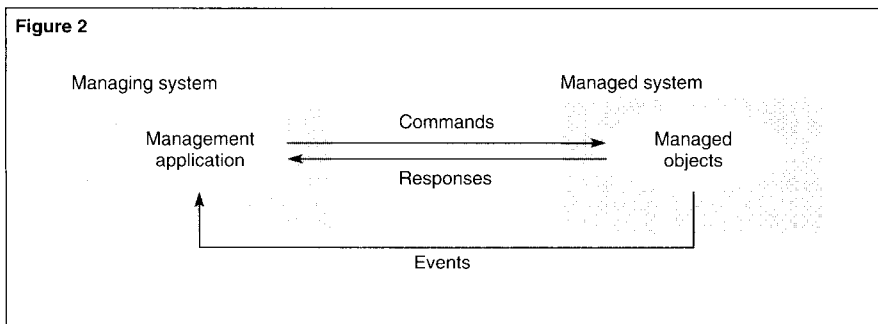 Figure 2
Managing system
Managed system
Management
application
Commands
Responses
Managed
objects
Events